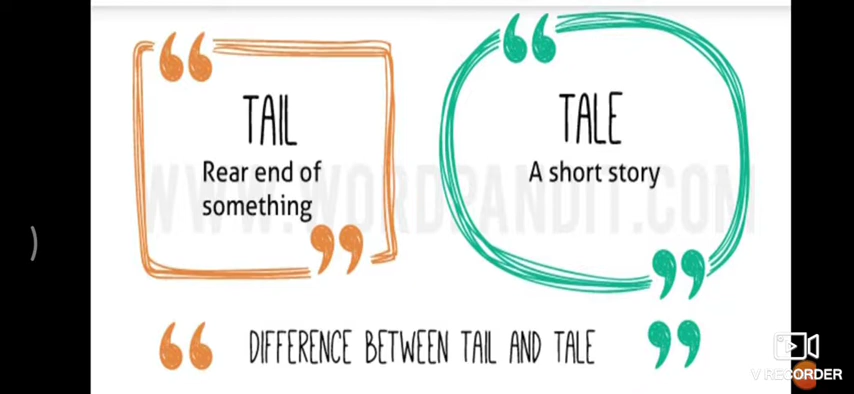 TAIL
Rear end of
something
TALE
A short story
WWW.WORDPANDIT.COM
DIFFERENCE BETWEEN TAIL AND TALE
V RECORDER